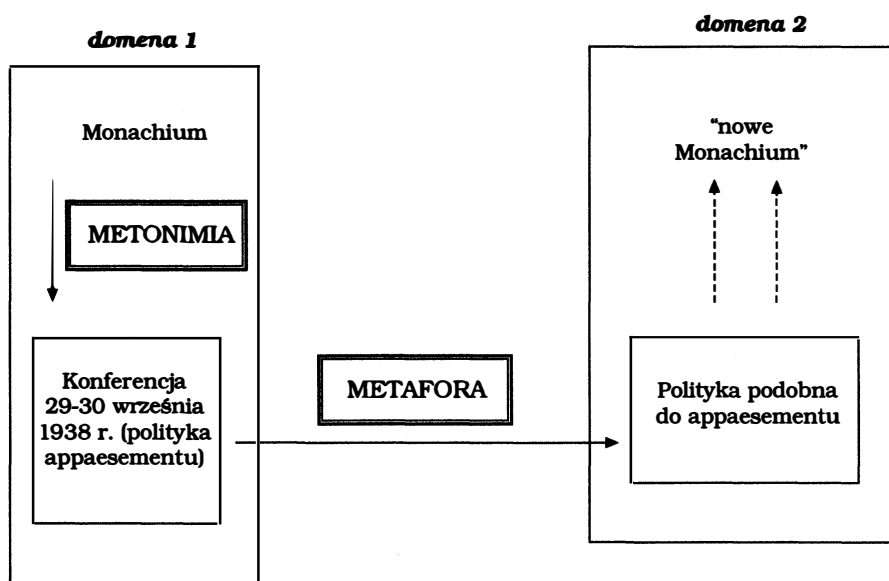 domena 1
Monachium
METONIMIA
Konferencja
29-30 września
1938 r. (polityka
appaesementu)
METAFORA
domena 2
“nowe
Monachium”
Polityka podobna
do appaesementu